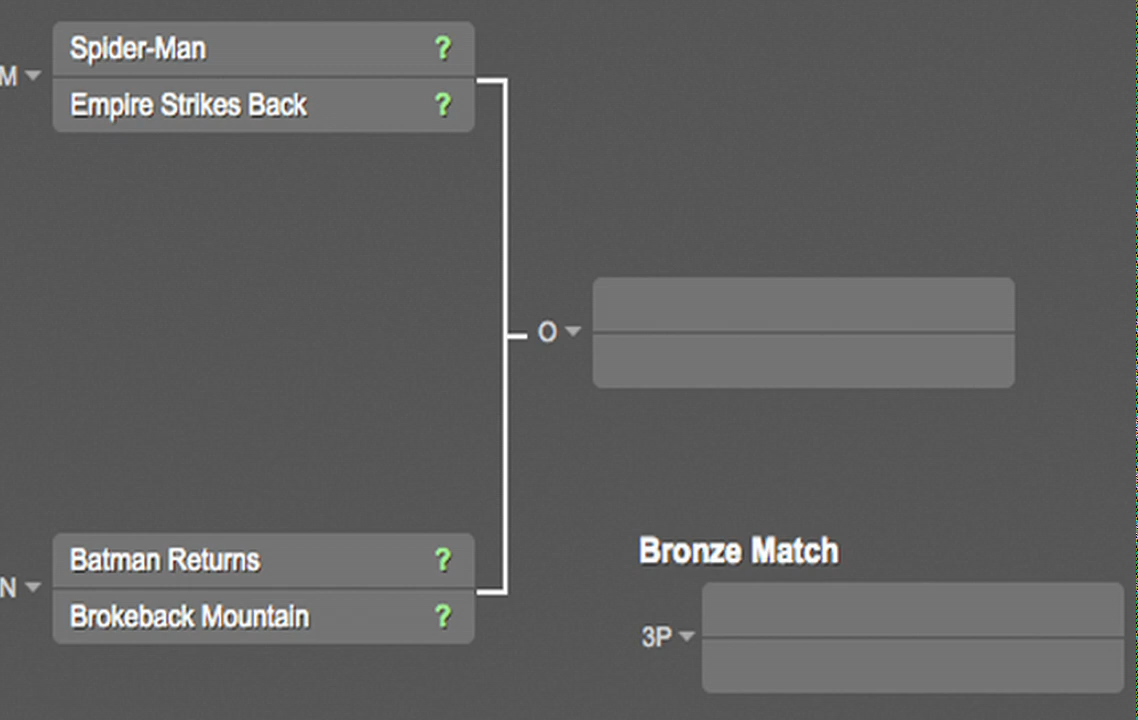 Spider-Man ?
M
Empire Strikes Back ?
O
Batman Returns ?
N
Brokeback Mountain ?
Bronze Match
3P